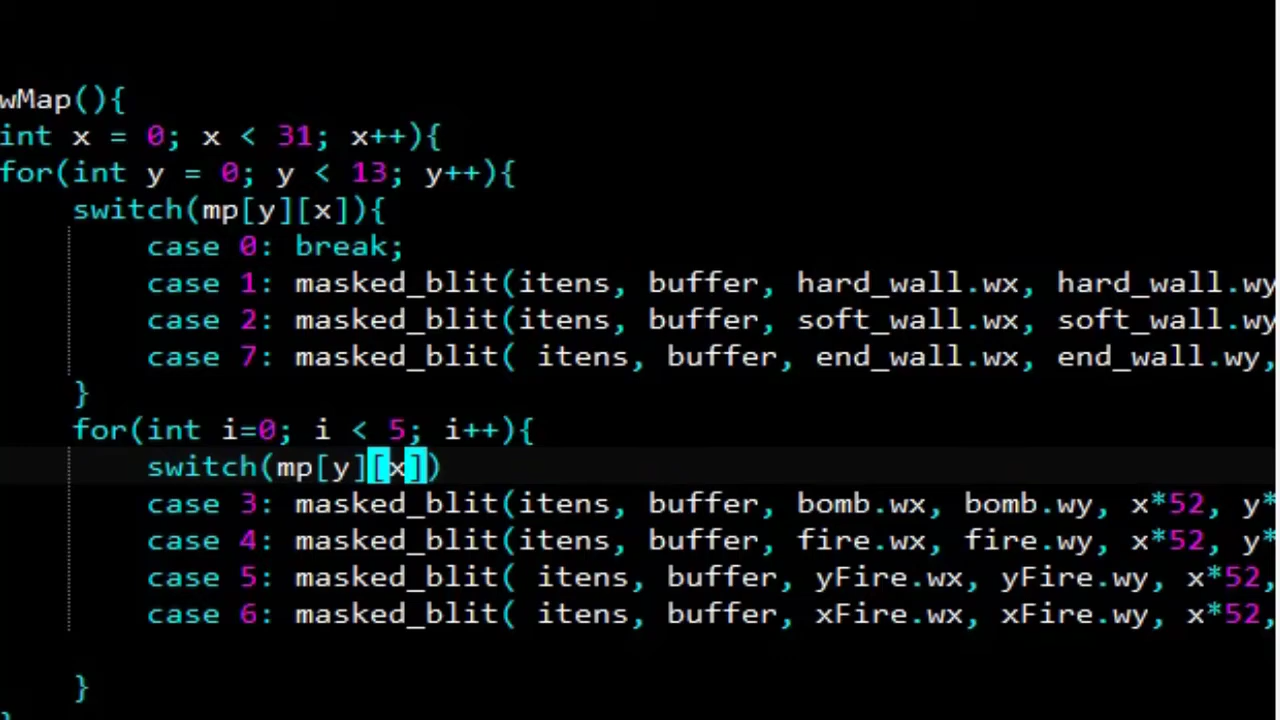 wMap(){
int x = 0; x < 31; x++){
for(int y = 0; y < 13; y++){
switch(mp[y][x]){
case 0: break;
case 1: masked_blit(itens, buffer, hard_wall.wx, hard_wall.wy
case 2: masked_blit(itens, buffer, soft_wall.wx, soft_wall.wy
case 7: masked_blit( itens, buffer, end_wall.wx, end_wall.wy,
}
for(int i=0; i < 5; i++){
switch(mp[y][x])
case 3: masked_blit(itens, buffer, bomb.wx, bomb.wy, x*52, y*
case 4: masked_blit(itens, buffer, fire.wx, fire.wy, x*52, y*
case 5: masked_blit( itens, buffer, yFire.wx, yFire.wy, x*52,
case 6: masked_blit( itens, buffer, xFire.wx, xFire.wy, x*52,
}
}